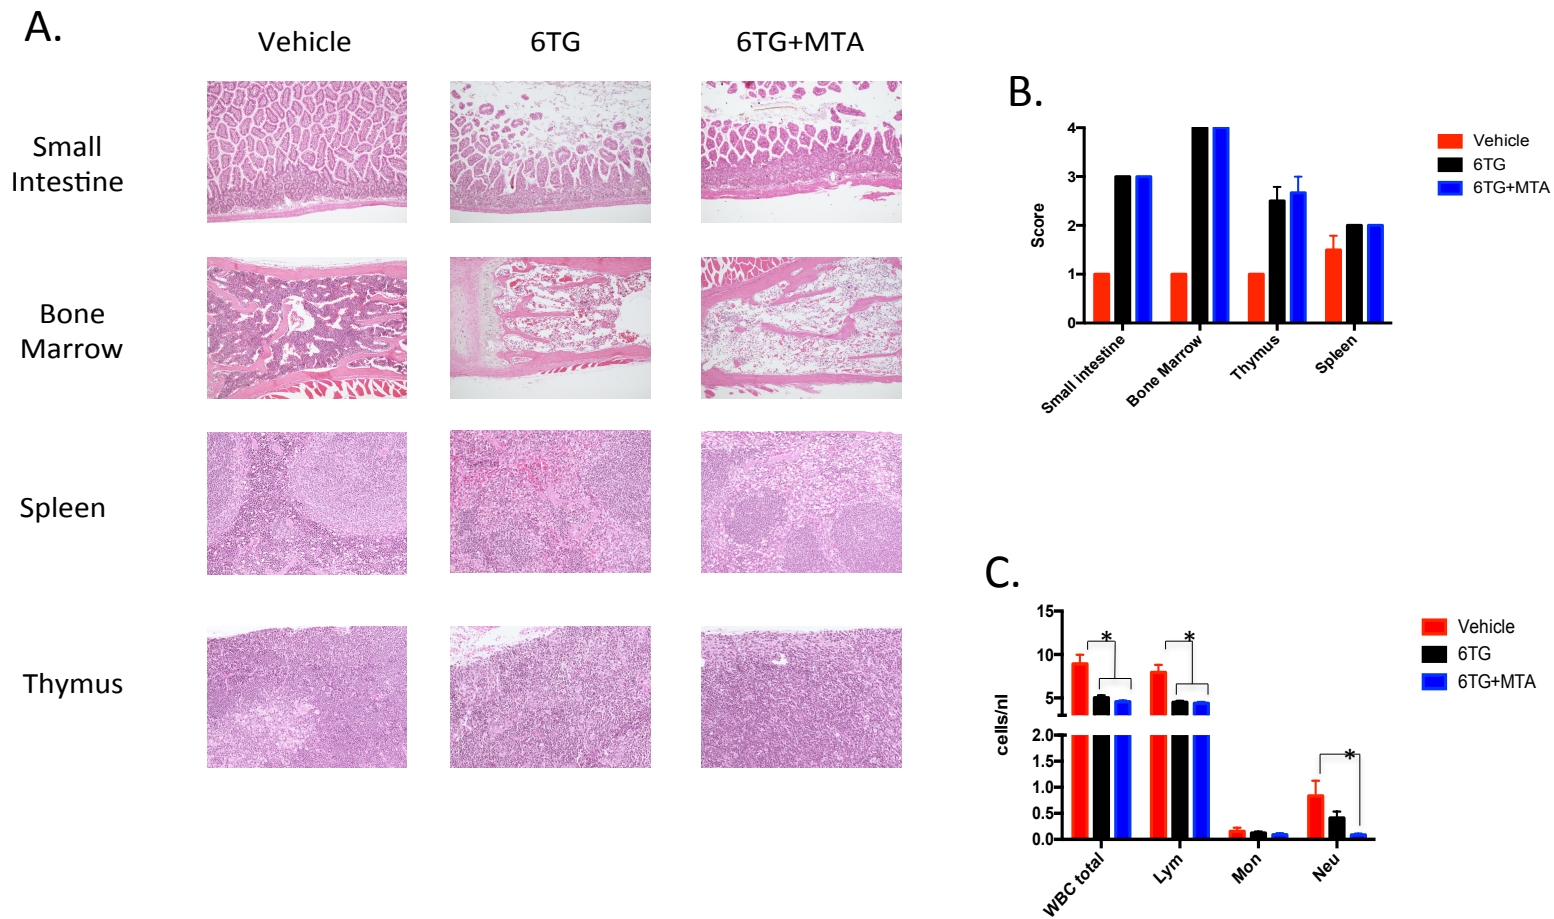 A.
Vehicle
6TG
6TG+MTA
Small
Intestine
Bone
Marrow
Spleen
Thymus
B.
4
3
2
1
0
Score
Small intestine
Bone Marrow
Thymus
Spleen
Vehicle
6TG
6TG+MTA
C.
15
10
5
2.0
1.5
1.0
0.5
0.0
cells/nl
*
*
*
WBC total
Lym
Mon
Neu
Vehicle
6TG
6TG+MTA